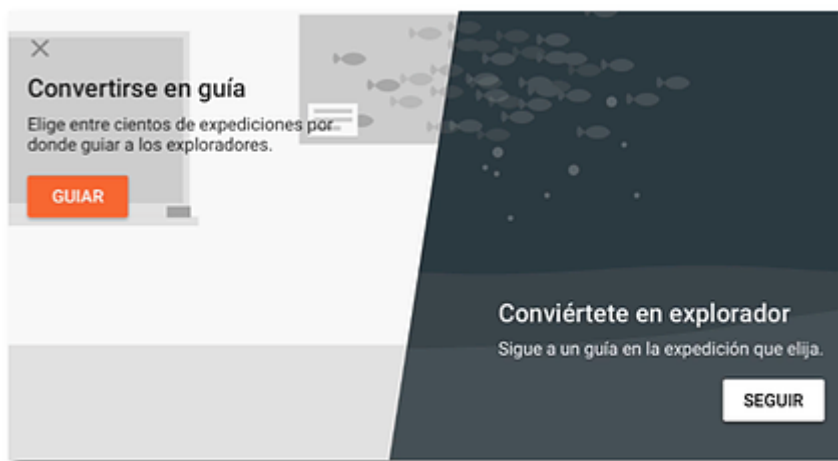 Convertirse en guía
Elige entre cientos de expediciones por
donde guiar a los exploradores.
GUIAR
Conviértete en explorador
Sigue a un guía en la expedición que elija.
SEGUIR